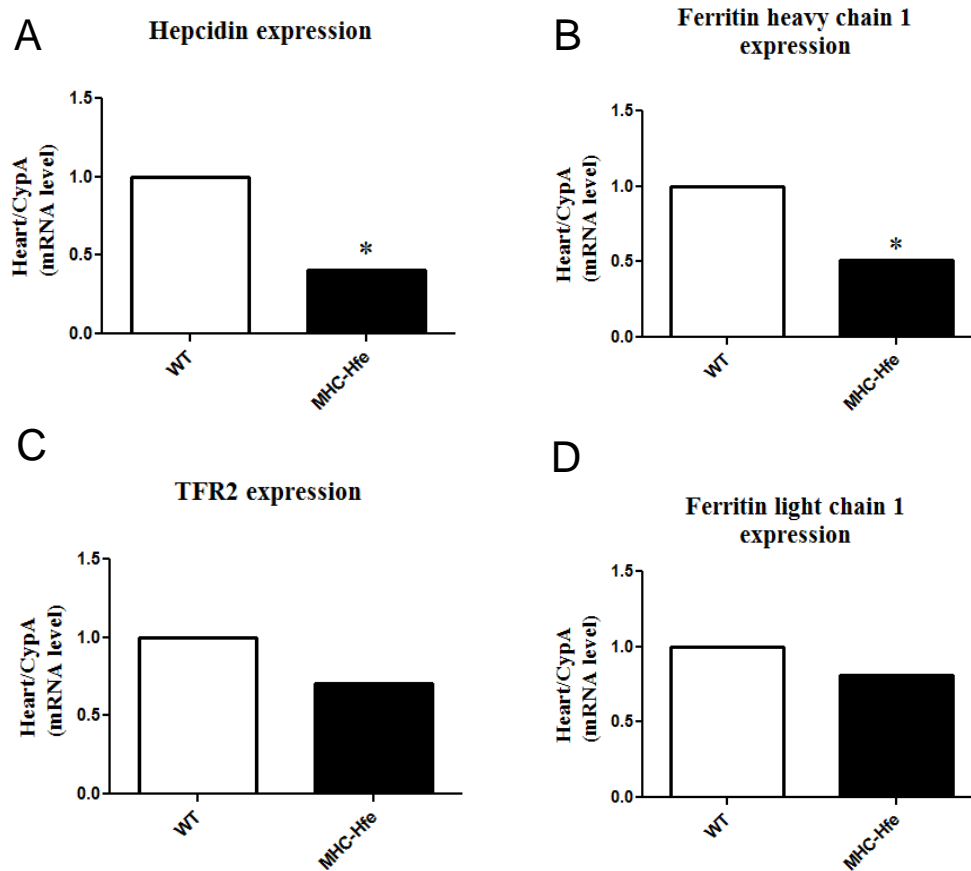 A
Hepcidin expression
Heart/CypA
(mRNA level)
1.5
1.0
0.5
0.0
*
WT
MHC-Hfe
B
Ferritin heavy chain 1
expression
Heart/CypA
(mRNA level)
1.5
1.0
0.5
0.0
*
WT
MHC-Hfe
C
TFR2 expression
Heart/CypA
(mRNA level)
1.5
1.0
0.5
0.0
WT
MHC-Hfe
D
Ferritin light chain 1
expression
Heart/CypA
(mRNA level)
1.5
1.0
0.5
0.0
WT
MHC-Hfe